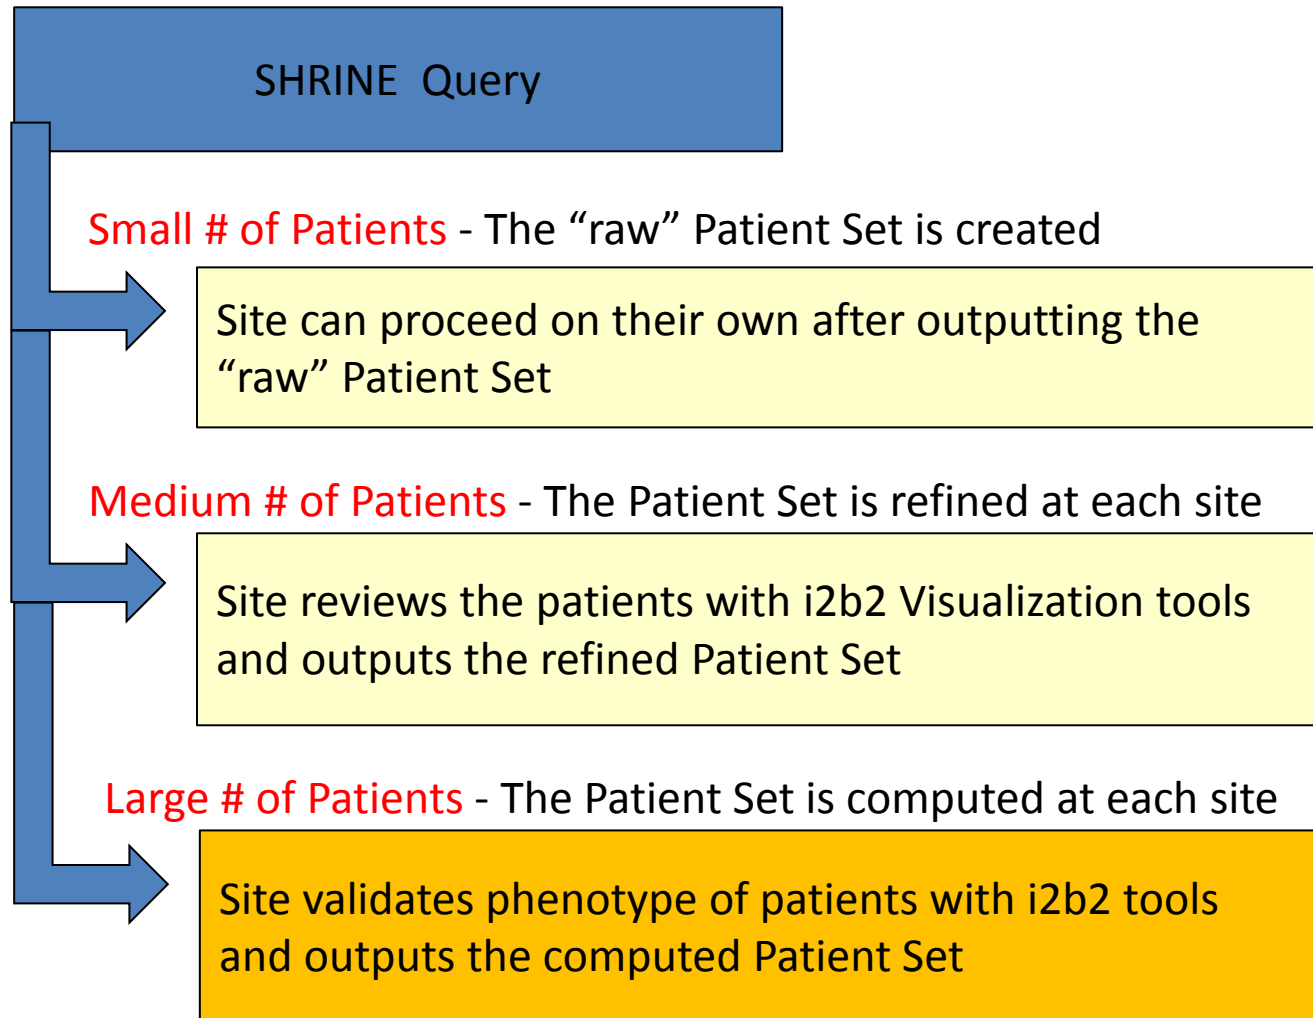 SHRINE  Query
Small # of Patients - The “raw” Patient Set is created
Site can proceed on their own after outputting the
“raw” Patient Set
Medium # of Patients - The Patient Set is refined at each site
Site reviews the patients with i2b2 Visualization tools
and outputs the refined Patient Set
Large # of Patients - The Patient Set is computed at each site
Site validates phenotype of patients with i2b2 tools
and outputs the computed Patient Set